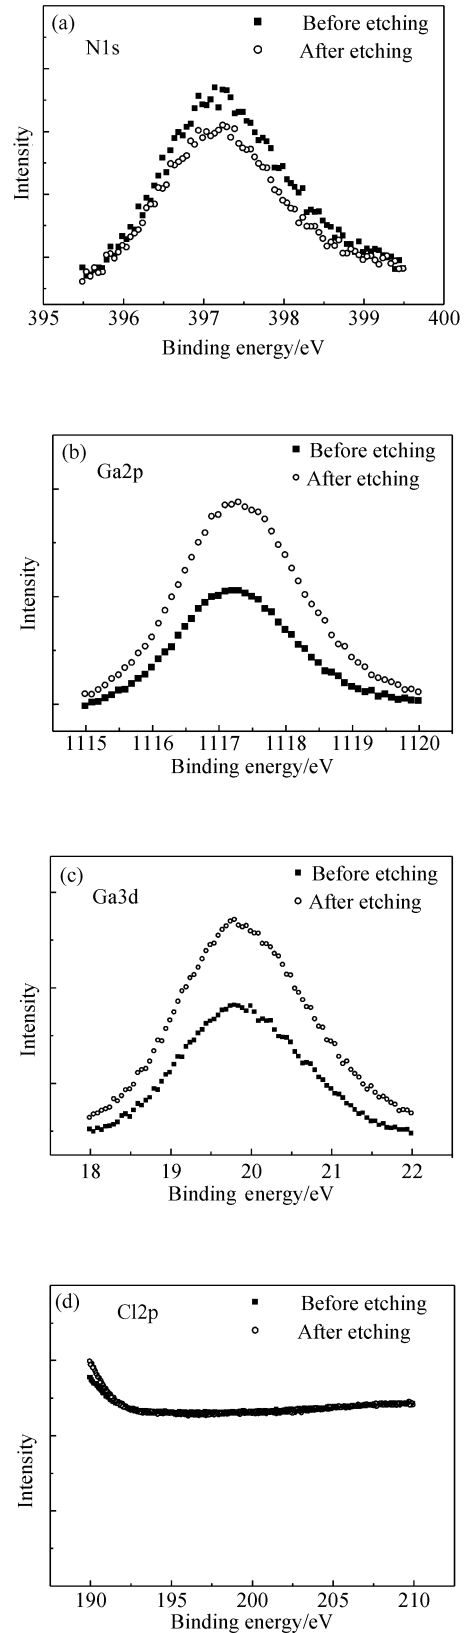 (a)
N1s
Before etching
After etching
Intensity
395 396 397 398 399 400
Binding energy/eV
(b)
Ga2p
Before etching
After etching
Intensity
1115 1116 1117 1118 1119 1120
Binding energy/eV
(c)
Ga3d
Before etching
After etching
Intensity
18 19 20 21 22
Binding energy/eV
(d)
Cl2p
Before etching
After etching
Intensity
190 195 200 205 210
Binding energy/eV